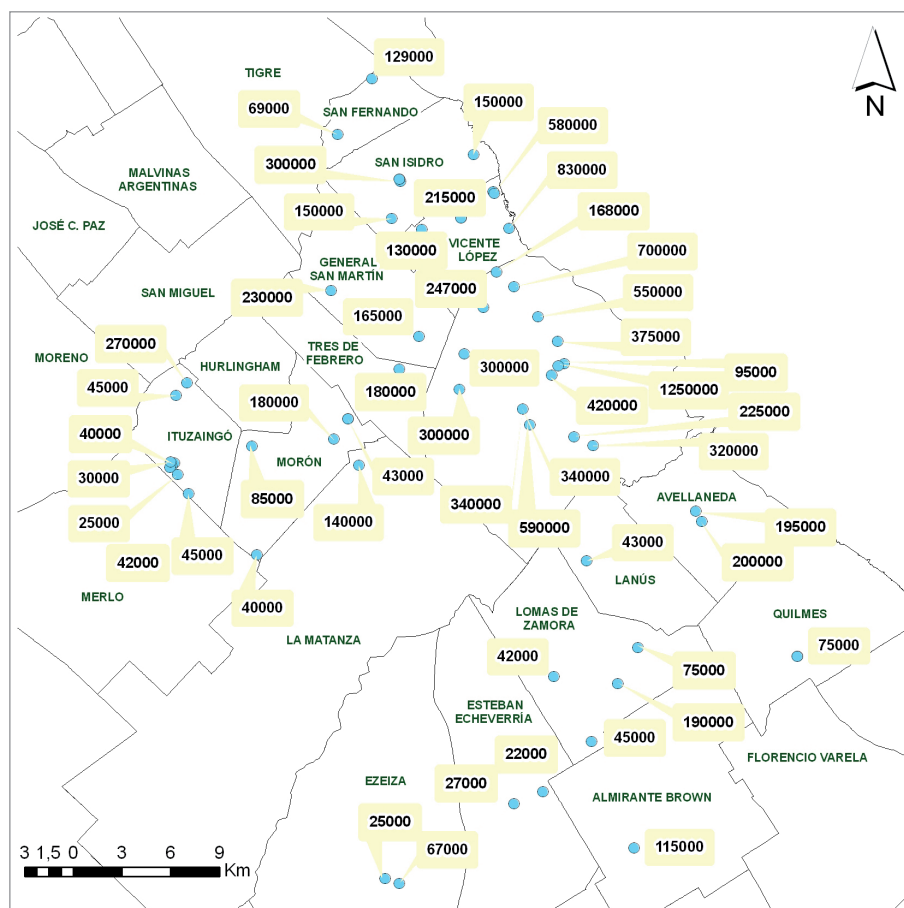 129000
TIGRE
69000
SAN FERNANDO
150000
580000
N
300000
SAN ISIDRO
830000
MALVINAS
ARGENTINAS
215000
150000
168000
JOSÉ C. PAZ
130000
VICENTE
LÓPEZ
700000
GENERAL
SAN MARTÍN
247000
SAN MIGUEL
230000
550000
165000
270000
TRES DE
FEBRERO
375000
MORENO
HURLINGHAM
300000
95000
45000
180000
1250000
180000
420000
225000
40000
ITUZAINGÓ
300000
320000
30000
MORÓN
43000
340000
85000
340000
AVELLANEDA
25000
140000
590000
195000
42000
45000
43000
200000
MERLO
40000
LANÚS
LA MATANZA
LOMAS DE
ZAMORA
QUILMES
42000
75000
75000
ESTEBAN
ECHEVERRÍA
190000
22000
45000
FLORENCIO VARELA
EZEIZA
27000
ALMIRANTE BROWN
25000
67000
115000
3 1,5 0 3 6 9
Km